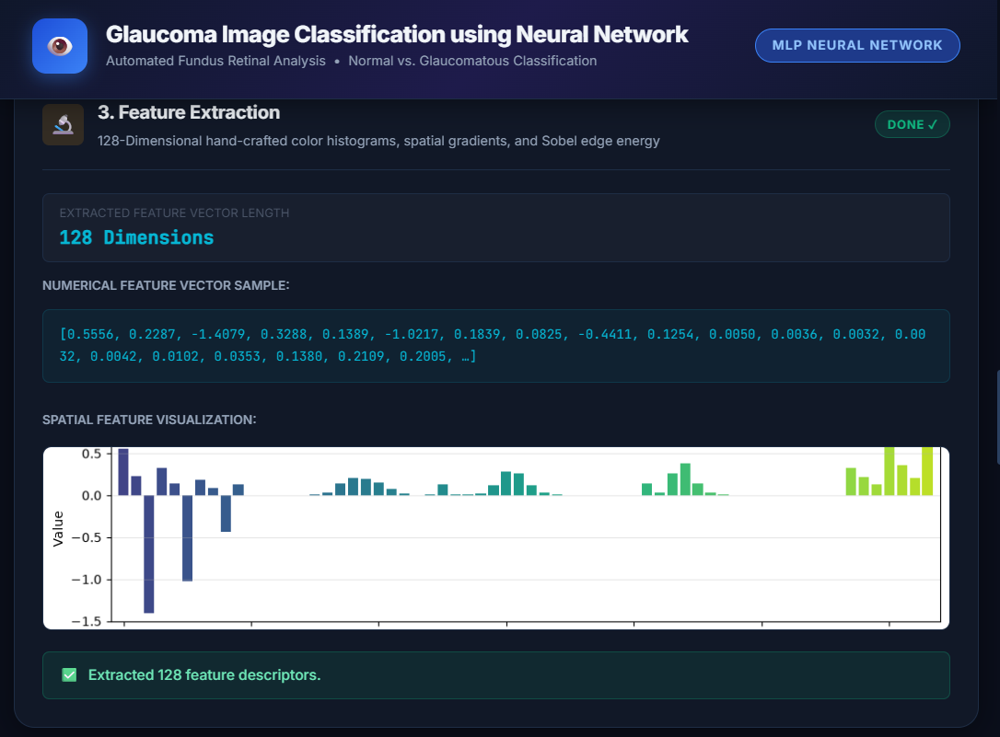 Glaucoma Image Classification using Neural Network
Automated Fundus Retinal Analysis • Normal vs. Glaucomatous Classification
MLP NEURAL NETWORK
3. Feature Extraction
128-Dimensional hand-crafted color histograms, spatial gradients, and Sobel edge energy
DONE ✓
EXTRACTED FEATURE VECTOR LENGTH
128 Dimensions
NUMERICAL FEATURE VECTOR SAMPLE:
[0.5556, 0.2287, -1.4079, 0.3288, 0.1389, -1.0217, 0.1839, 0.0825, -0.4411, 0.1254, 0.0050, 0.0036, 0.0032, 0.00
32, 0.0042, 0.0102, 0.0353, 0.1380, 0.2109, 0.2005, …]
SPATIAL FEATURE VISUALIZATION:
0.5
0.0
Value
−0.5
−1.0
−1.5
Extracted 128 feature descriptors.